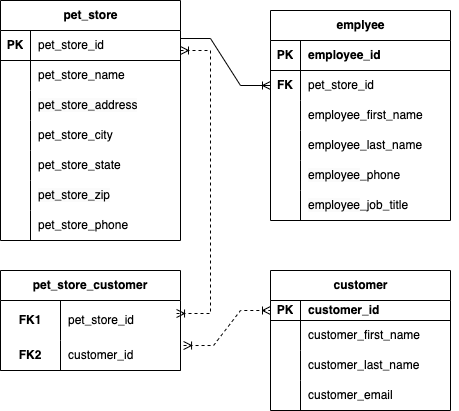 pet_store
PK pet_store_id
pet_store_name
pet_store_address
pet_store_city
pet_store_state
pet_store_zip
pet_store_phone
emplyee
PK employee_id
FK pet_store_id
employee_first_name
employee_last_name
employee_phone
employee_job_title
pet_store_customer
FK1 pet_store_id
FK2 customer_id
customer
PK customer_id
customer_first_name
customer_last_name
customer_email